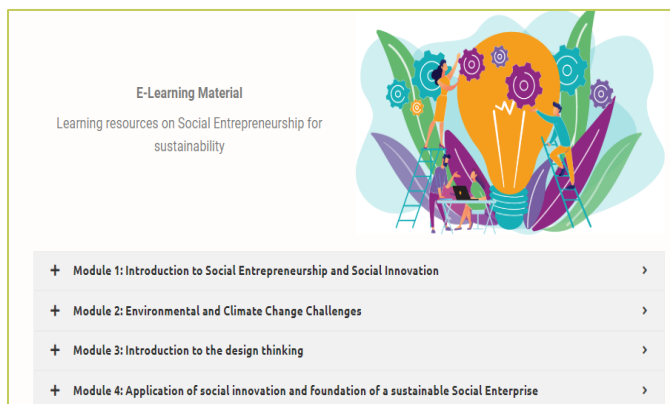 E-Learning Material
Learning resources on Social Entrepreneurship for
sustainability
+ Module 1: Introduction to Social Entrepreneurship and Social Innovation ›
+ Module 2: Environmental and Climate Change Challenges ›
+ Module 3: Introduction to the design thinking ›
+ Module 4: Application of social innovation and foundation of a sustainable Social Enterprise ›